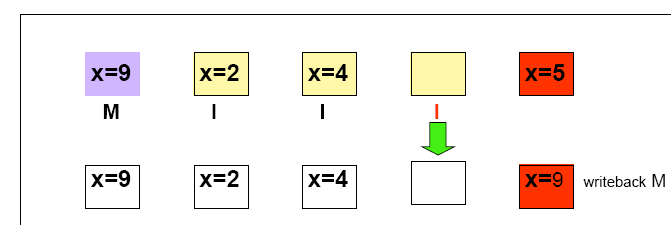 x=9 x=2 x=4 x=5
M I I I
x=9 x=2 x=4 x=9 writeback M